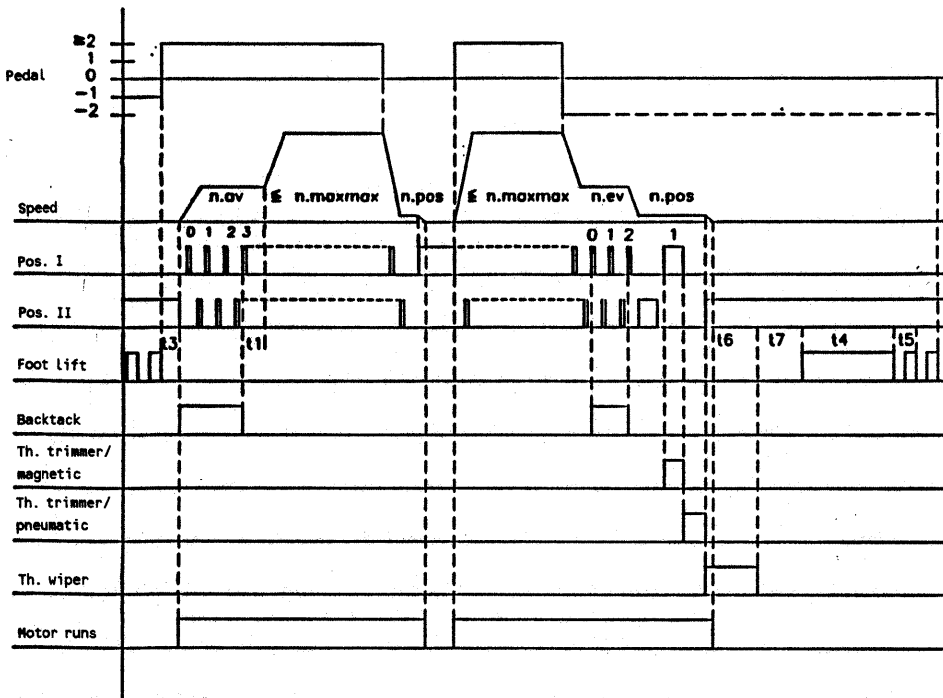 ≧2
1
Pedal 0
-1
-2
n.av ≦ n.maxmax n.pos ≦ n.maxmax n.ev n.pos
Speed
0 1 2 3 0 1 2 1
Pos. I
Pos. II
t3 t1 t6 t7 t4 t5
Foot lift
Backtack
Th. trimmer/
magnetic
Th. trimmer/
pneumatic
Th. wiper
Motor runs